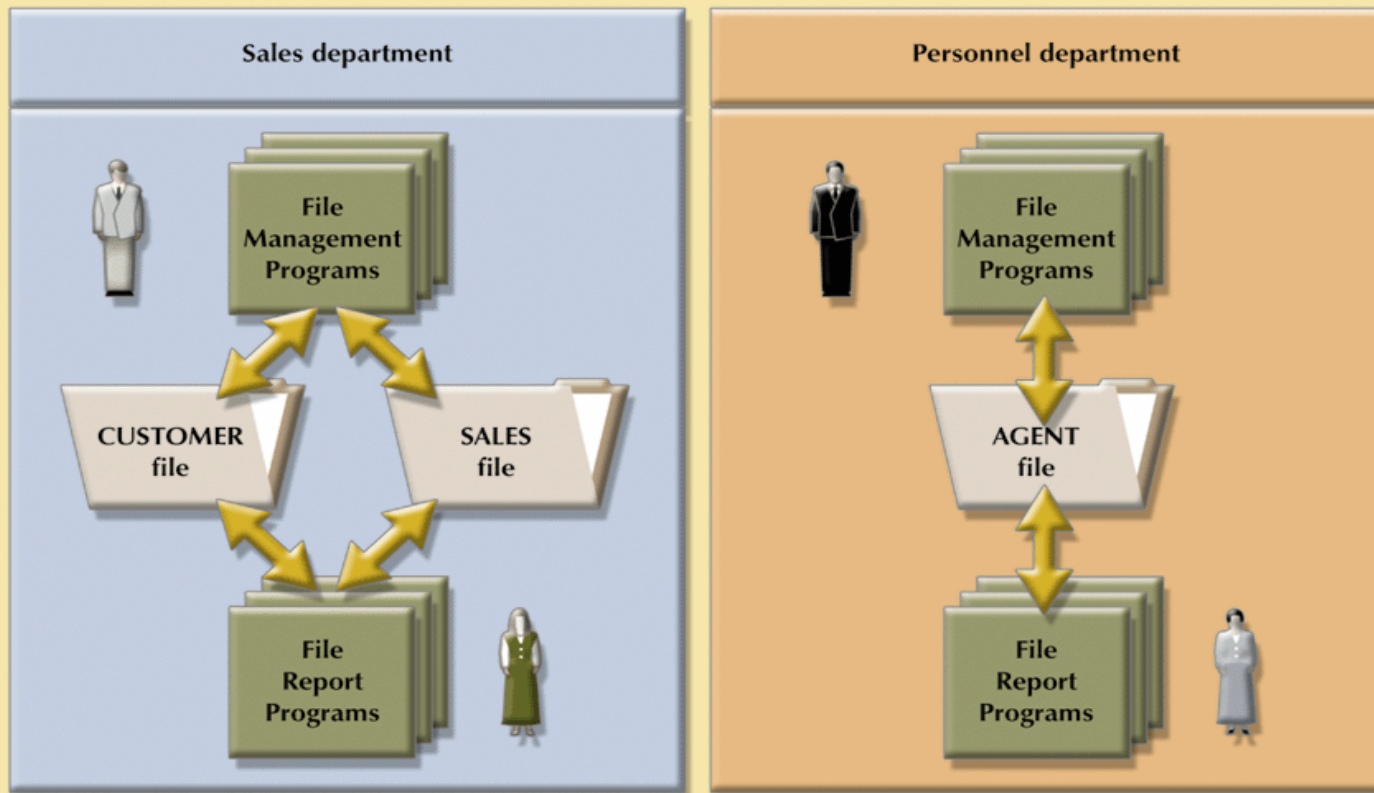 Sales department
File
Management
Programs
CUSTOMER
file
SALES
file
File
Report
Programs
Personnel department
File
Management
Programs
AGENT
file
File
Report
Programs